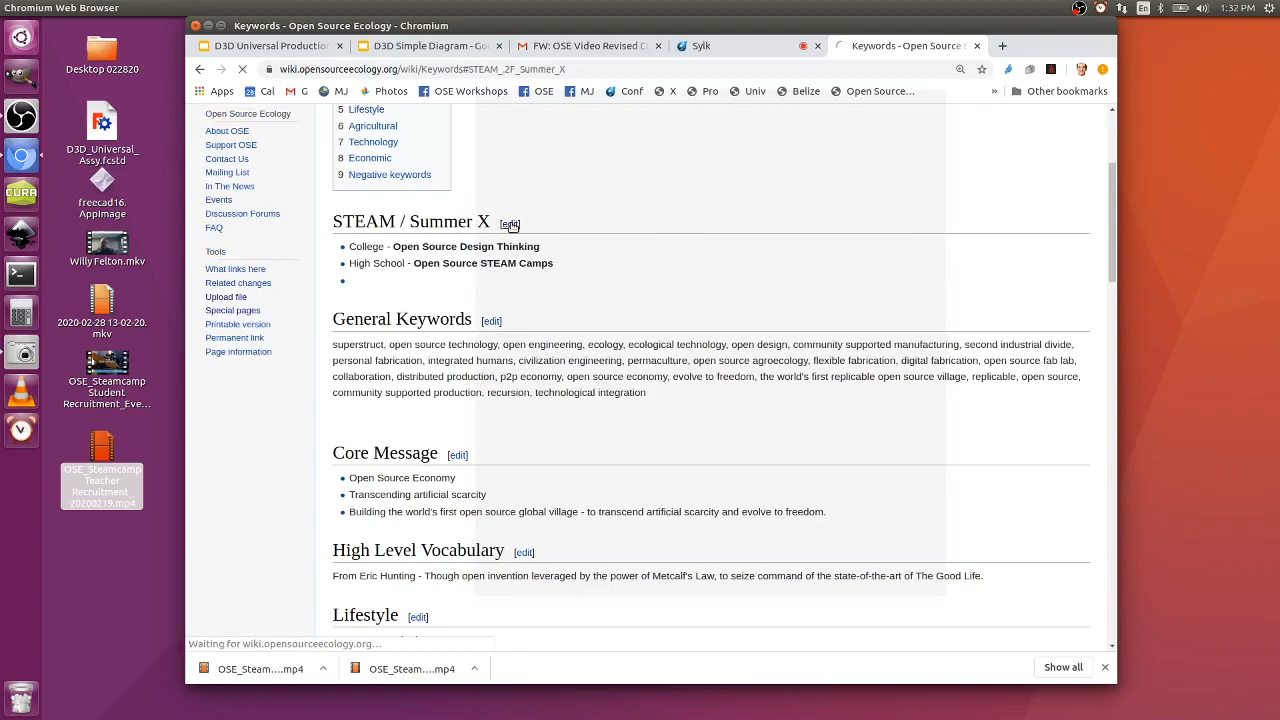 Chromium Web Browser
En
1:32 PM
Desktop 022820
D3D_Universal_
Assy.fcstd
freecad16.
AppImage
Willy Felton.mkv
2020-02-28 13-02-20.
mkv
OSE_Steamcamp
Student
Recruitment_Eve...
OSE_Steamcamp
Teacher
Recruitment_
20200219.mp4
CURA
Keywords - Open Source Ecology - Chromium
D3D Universal Production
D3D Simple Diagram - Go
FW: OSE Video Revised C
Sylk
Keywords - Open Source E
wiki.opensourceecology.org/wiki/Keywords#STEAM_.2F_Summer_X
Apps
28 Cal
G
MJ
Photos
OSE Workshops
OSE
MJ
Conf
X
Pro
Univ
Belize
Open Source...
»
Other bookmarks
Open Source Ecology
About OSE
Support OSE
Contact Us
Mailing List
In The News
Events
Discussion Forums
FAQ
Tools
What links here
Related changes
Upload file
Special pages
Printable version
Permanent link
Page information
5 Lifestyle
6 Agricultural
7 Technology
8 Economic
9 Negative keywords
STEAM / Summer X [edit]
College - Open Source Design Thinking
High School - Open Source STEAM Camps
General Keywords [edit]
superstruct, open source technology, open engineering, ecology, ecological technology, open design, community supported manufacturing, second industrial divide,
personal fabrication, integrated humans, civilization engineering, permaculture, open source agroecology, flexible fabrication, digital fabrication, open source fab lab,
collaboration, distributed production, p2p economy, open source economy, evolve to freedom, the world's first replicable open source village, replicable, open source,
community supported production, recursion, technological integration
Core Message [edit]
Open Source Economy
Transcending artificial scarcity
Building the world's first open source global village - to transcend artificial scarcity and evolve to freedom.
High Level Vocabulary [edit]
From Eric Hunting - Though open invention leveraged by the power of Metcalf's Law, to seize command of the state-of-the-art of The Good Life.
Lifestyle [edit]
Waiting for wiki.opensourceecology.org...
OSE_Steam....mp4
OSE_Steam....mp4
Show all